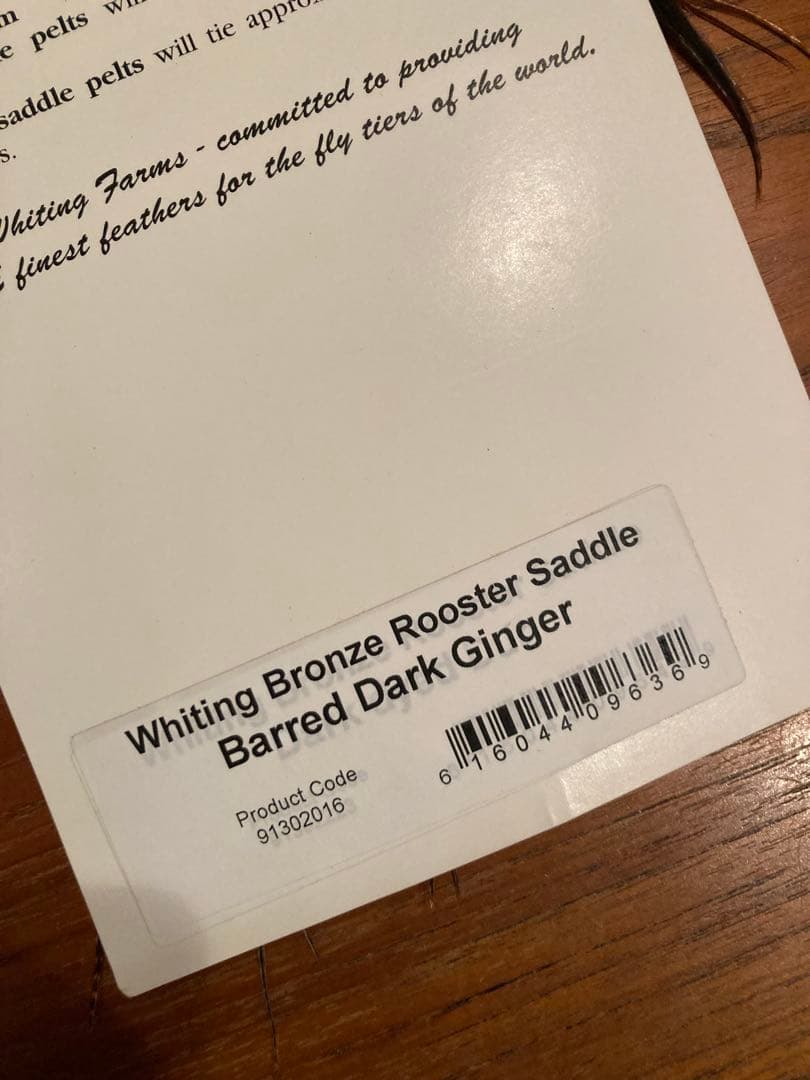 pelts
saddle pelts will tie
s.
Whiting Farms - committed to providing
finest feathers for the fly tiers of the world.
Whiting Bronze Rooster Saddle
Barred Dark Ginger
Product Code
91302016
6 16044 09636 9